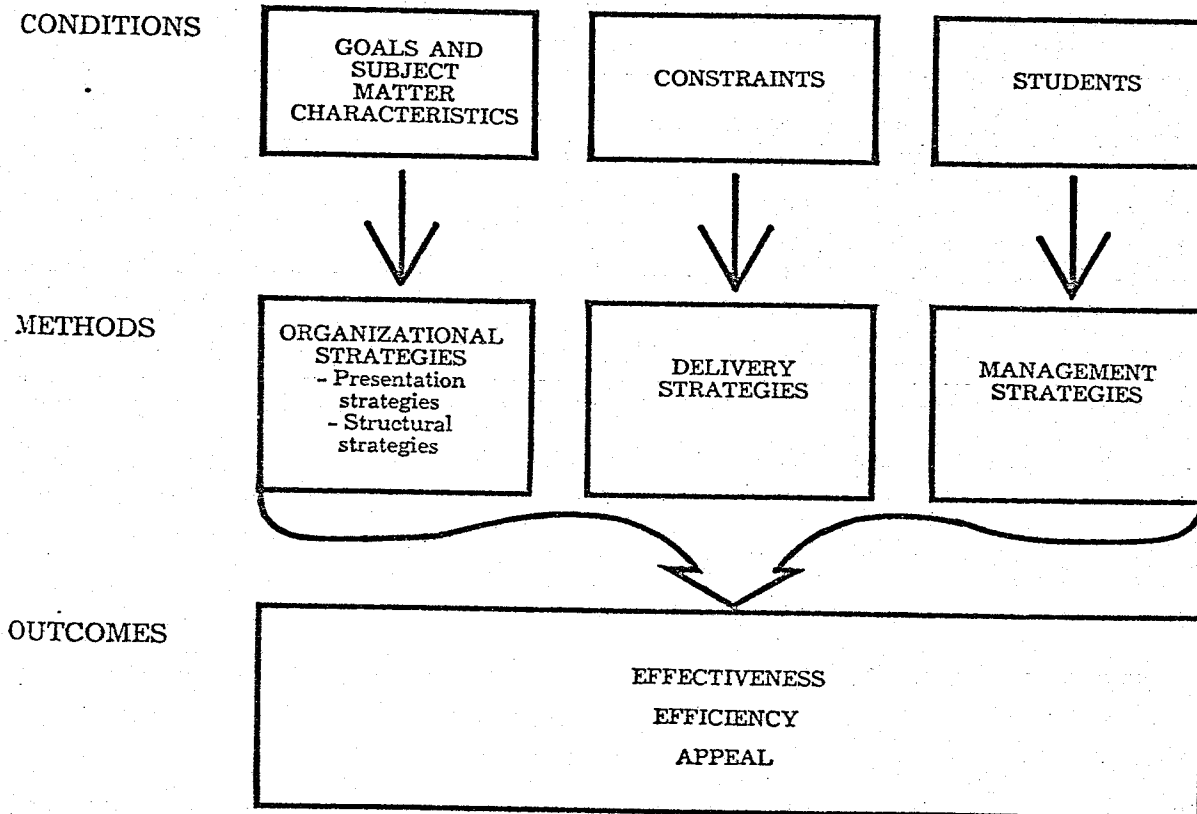 CONDITIONS
GOALS AND
SUBJECT
MATTER
CHARACTERISTICS
CONSTRAINTS
STUDENTS
METHODS
ORGANIZATIONAL
STRATEGIES
- Presentation
strategies
- Structural
strategies
DELIVERY
STRATEGIES
MANAGEMENT
STRATEGIES
OUTCOMES
EFFECTIVENESS
EFFICIENCY
APPEAL